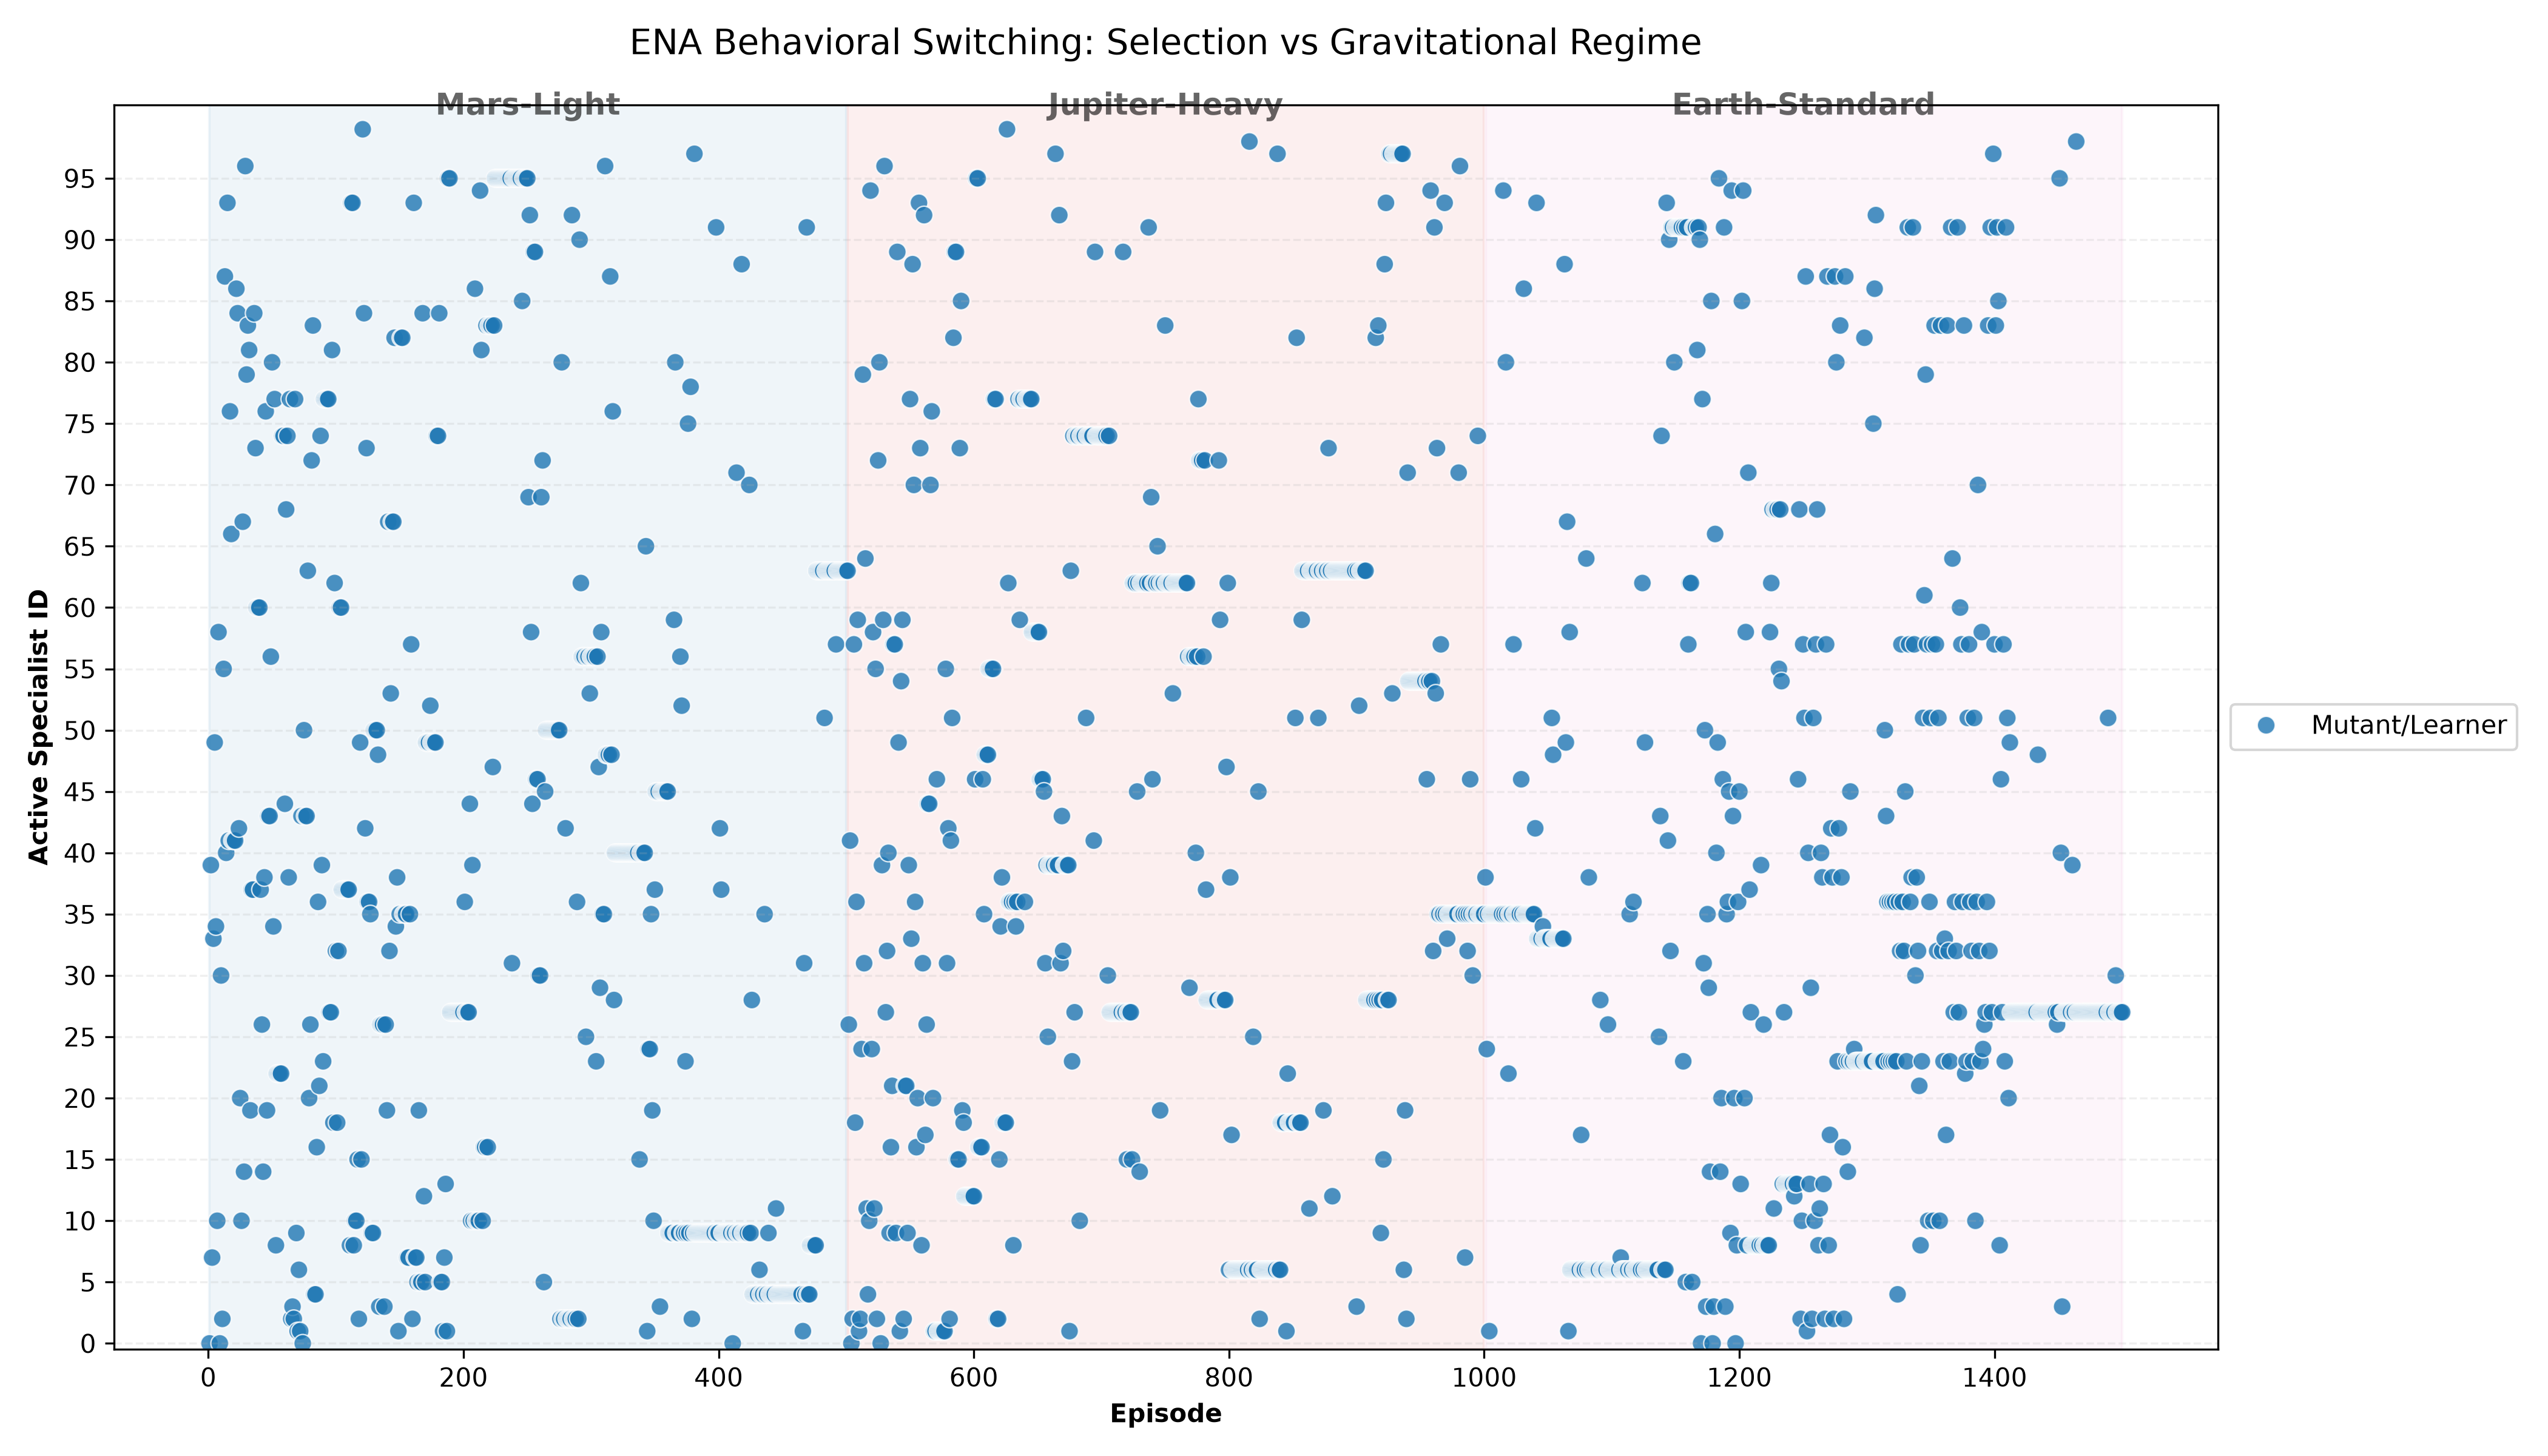 ENA Behavioral Switching: Selection vs Gravitational Regime
Mars-Light
Jupiter-Heavy
Earth-Standard
Active Specialist ID
95
90
85
80
75
70
65
60
55
50
45
40
35
30
25
20
15
10
5
0
Mutant/Learner
0 200 400 600 800 1000 1200 1400
Episode